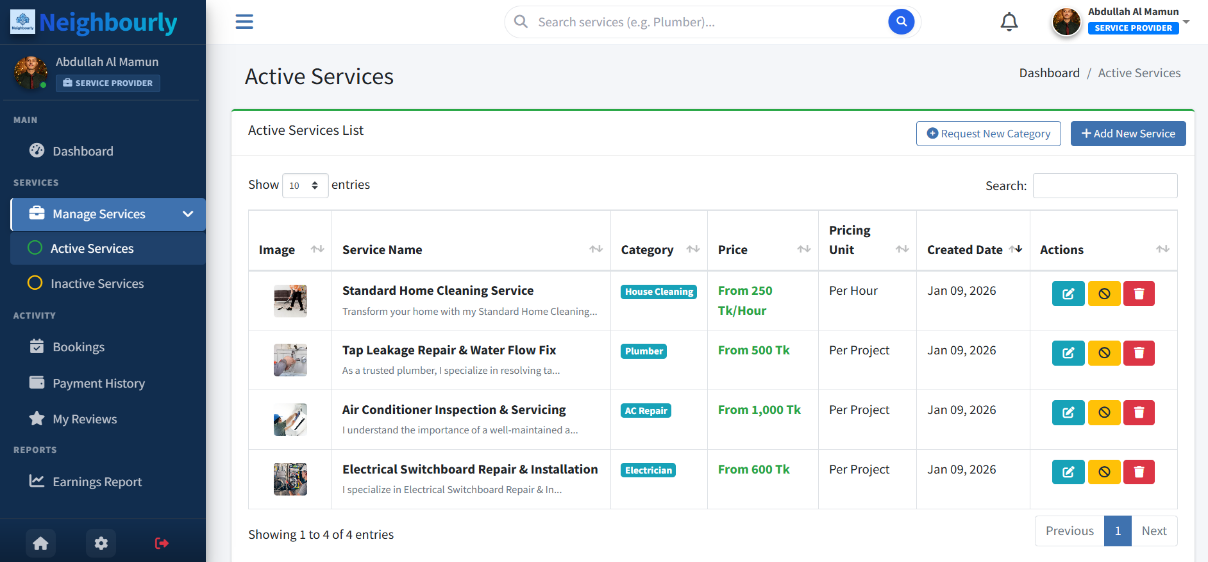 Neighbourly
Abdullah Al Mamun
SERVICE PROVIDER
MAIN
Dashboard
SERVICES
Manage Services
Active Services
Inactive Services
ACTIVITY
Bookings
Payment History
My Reviews
REPORTS
Earnings Report
Search services (e.g. Plumber)...
Abdullah Al Mamun
SERVICE PROVIDER
Active Services
Dashboard / Active Services
Active Services List
Request New Category
Add New Service
Show 10 entries
Search:
Image Service Name Category Price Pricing Unit Created Date Actions
Standard Home Cleaning Service House Cleaning From 250 Tk/Hour Per Hour Jan 09, 2026
Transform your home with my Standard Home Cleaning...
Tap Leakage Repair & Water Flow Fix Plumber From 500 Tk Per Project Jan 09, 2026
As a trusted plumber, I specialize in resolving ta...
Air Conditioner Inspection & Servicing AC Repair From 1,000 Tk Per Project Jan 09, 2026
I understand the importance of a well-maintained a...
Electrical Switchboard Repair & Installation Electrician From 600 Tk Per Project Jan 09, 2026
I specialize in Electrical Switchboard Repair & In...
Showing 1 to 4 of 4 entries
Previous 1 Next